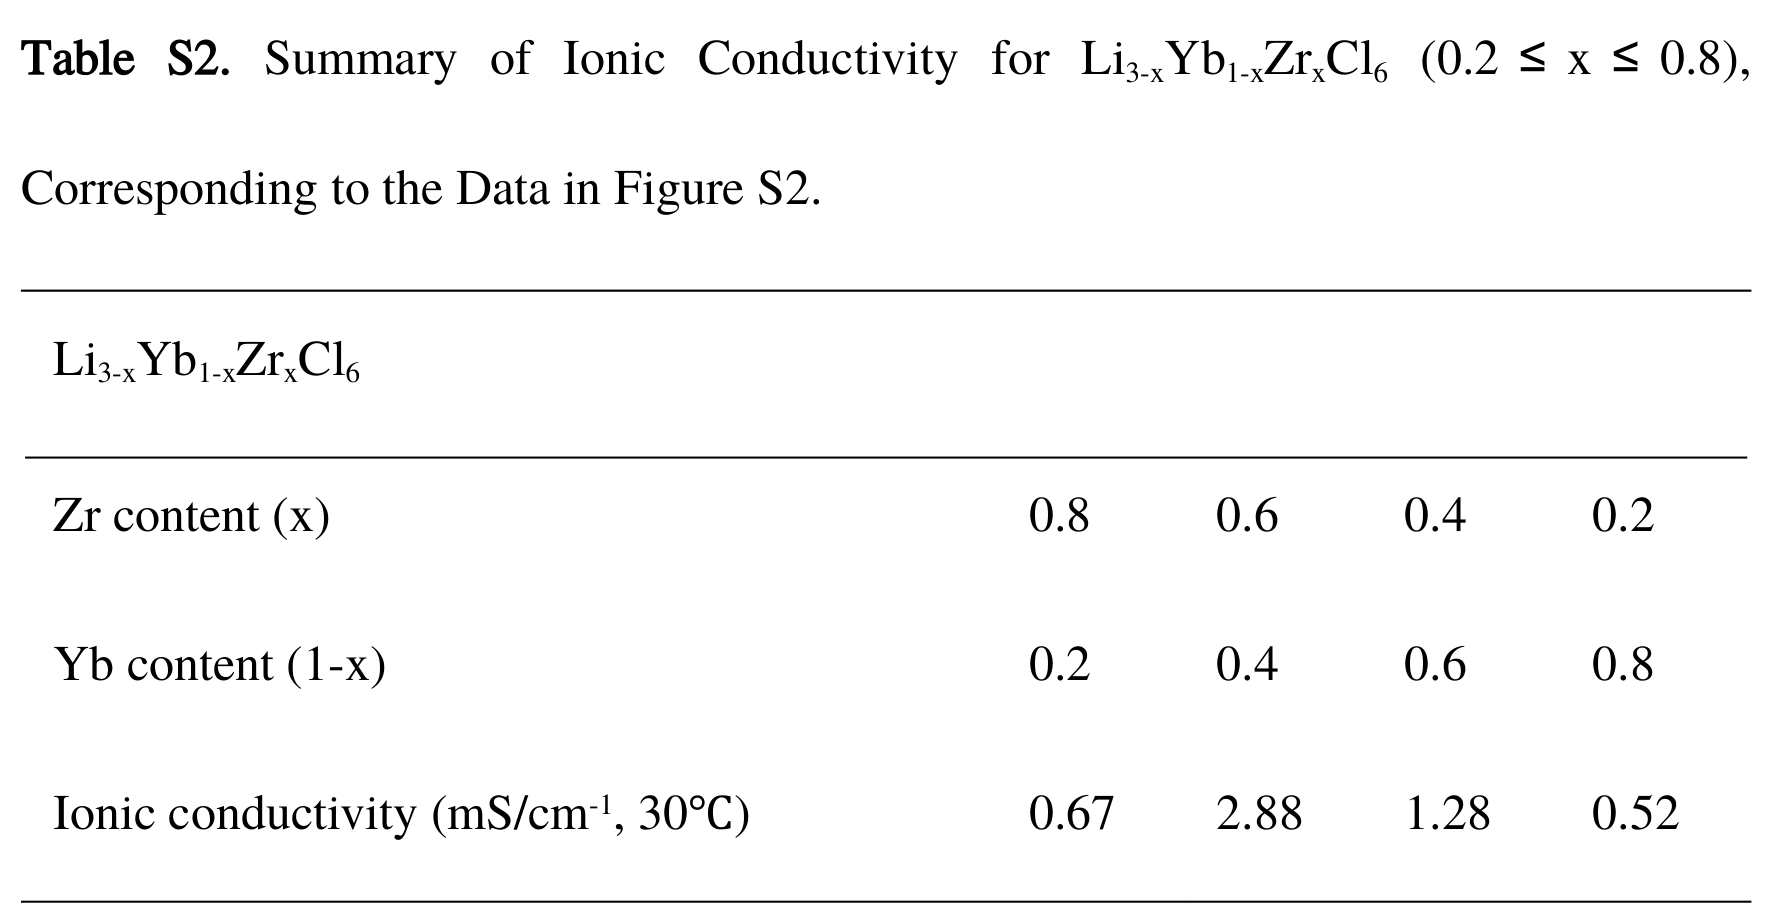 Table S2. Summary of Ionic Conductivity for Li₃₋ₓYb₁₋ₓZrₓCl₆ (0.2 ≤ x ≤ 0.8),
Corresponding to the Data in Figure S2.
Li₃₋ₓYb₁₋ₓZrₓCl₆
Zr content (x) 0.8 0.6 0.4 0.2
Yb content (1-x) 0.2 0.4 0.6 0.8
Ionic conductivity (mS/cm⁻¹, 30℃) 0.67 2.88 1.28 0.52